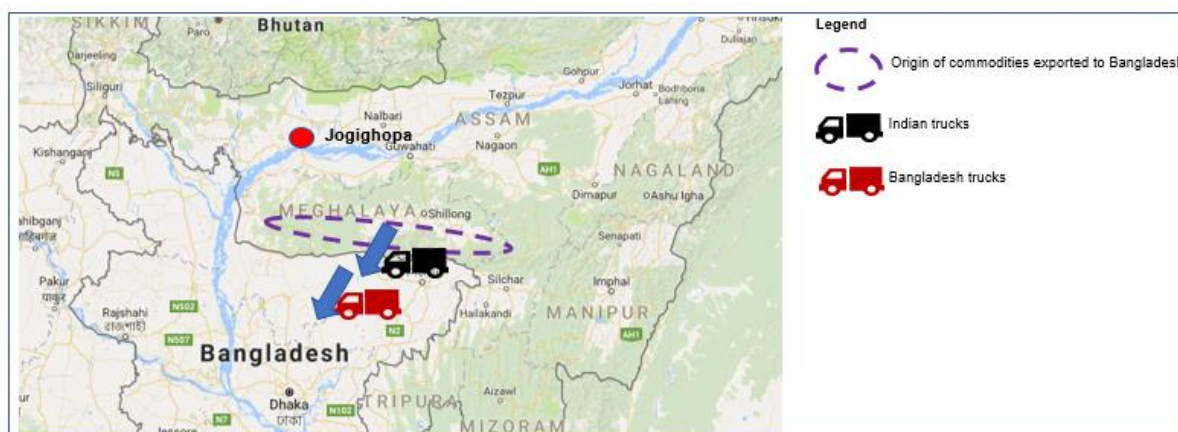 SIKKIM
Paro
Bhutan
Darjeeling
Siliguri
Kishanganj
N5
Jogighopa
Nalbari
Guwahati
Tezpur
ASSAM
Nagaon
Gohpur
Jorhat
Bodhboria
Lahing
Duliajan
NAGALAND
AH1
Dimapur
Ashu Igha
MEGHALAYA
Shillong
Senapati
Silchar
Imphal
Hailakandi
MANIPUR
AH1
Pakur
पाकुड़
Rajshahi
N502
N507
N2
Bangladesh
Dhaka
ঢাকা
N7
N102
TRIPURA
Aizawl
MIZORAM
Legend
Origin of commodities exported to Bangladesh
Indian trucks
Bangladesh trucks